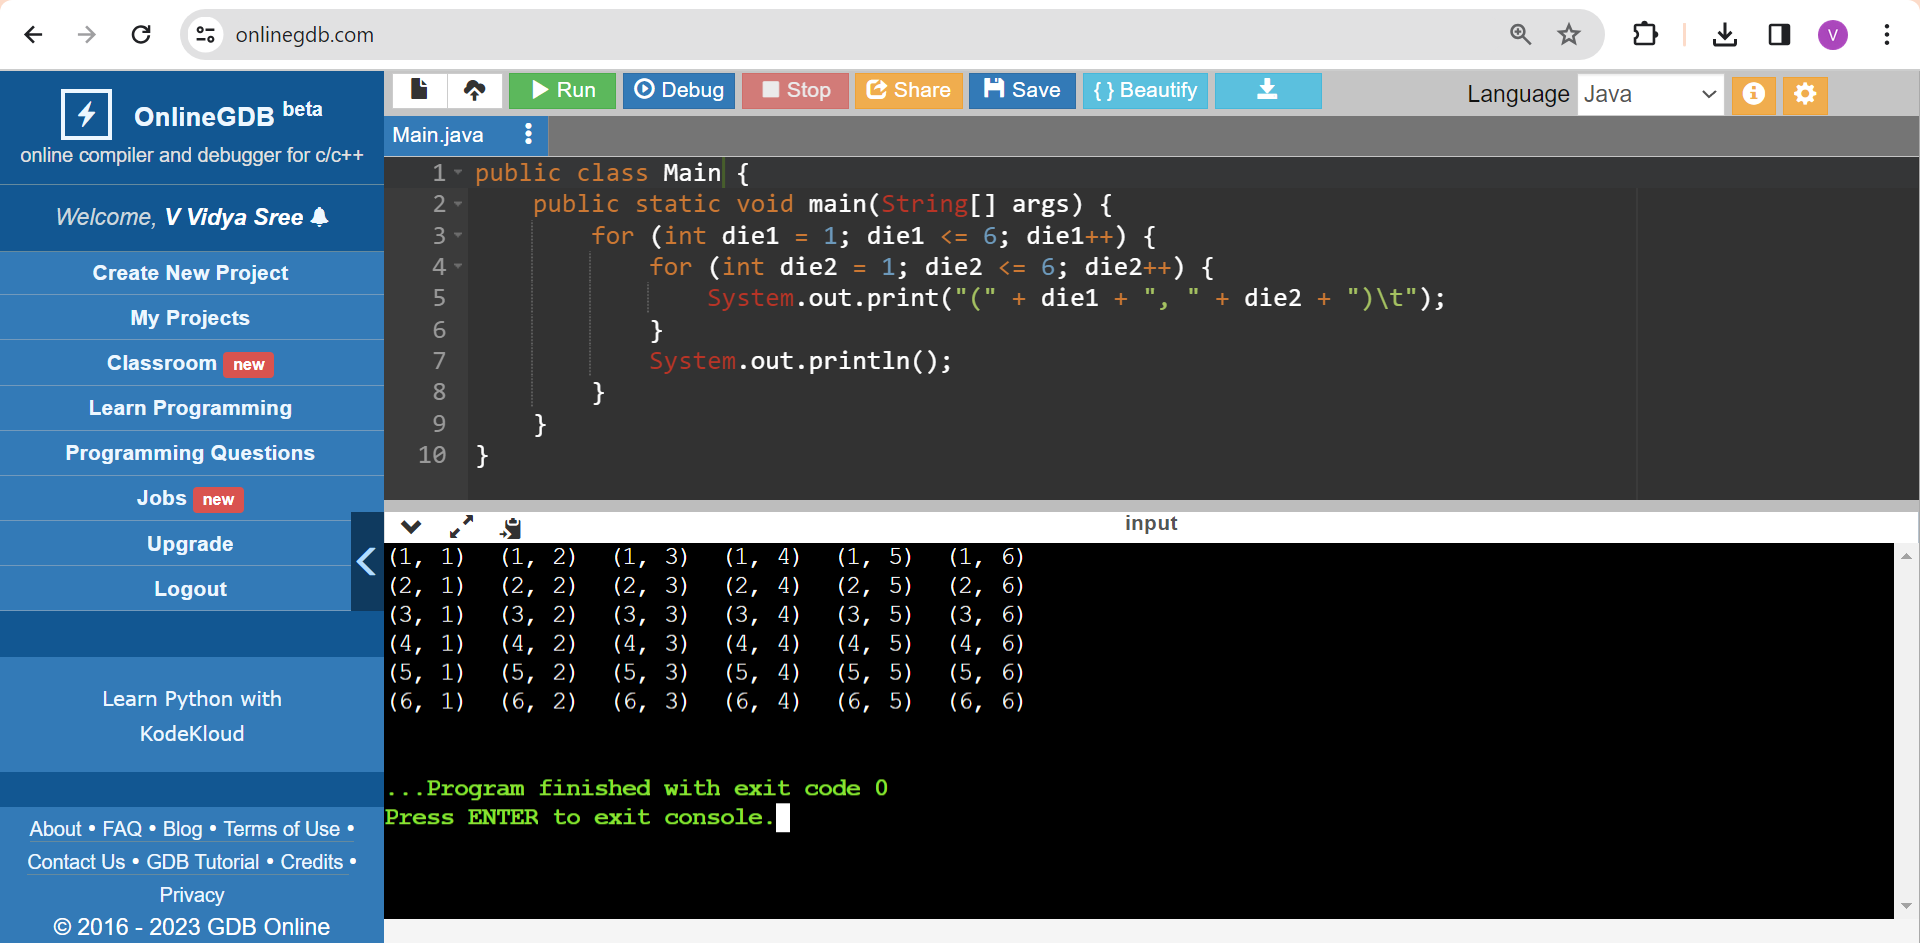 onlinegdb.com
V
OnlineGDB beta
online compiler and debugger for c/c++
Welcome, V Vidya Sree
Create New Project
My Projects
Classroom new
Learn Programming
Programming Questions
Jobs new
Upgrade
Logout
Learn Python with
KodeKloud
About • FAQ • Blog • Terms of Use •
Contact Us • GDB Tutorial • Credits •
Privacy
© 2016 - 2023 GDB Online
Run Debug Stop Share Save { } Beautify Language Java
Main.java
1 public class Main {
2     public static void main(String[] args) {
3         for (int die1 = 1; die1 <= 6; die1++) {
4             for (int die2 = 1; die2 <= 6; die2++) {
5                 System.out.print("(" + die1 + ", " + die2 + ")\t");
6             }
7             System.out.println();
8         }
9     }
10 }
input
(1, 1) (1, 2) (1, 3) (1, 4) (1, 5) (1, 6)
(2, 1) (2, 2) (2, 3) (2, 4) (2, 5) (2, 6)
(3, 1) (3, 2) (3, 3) (3, 4) (3, 5) (3, 6)
(4, 1) (4, 2) (4, 3) (4, 4) (4, 5) (4, 6)
(5, 1) (5, 2) (5, 3) (5, 4) (5, 5) (5, 6)
(6, 1) (6, 2) (6, 3) (6, 4) (6, 5) (6, 6)
...Program finished with exit code 0
Press ENTER to exit console.